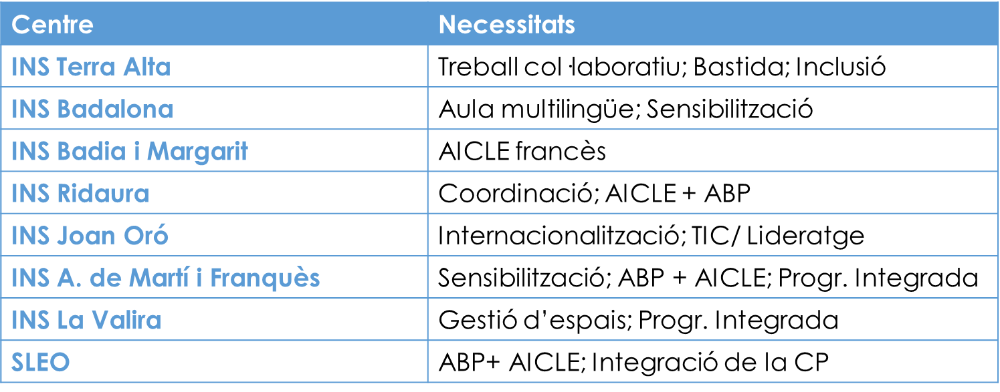 Centre Necessitats
INS Terra Alta Treball col·laboratiu; Bastida; Inclusió
INS Badalona Aula multilingüe; Sensibilització
INS Badia i Margarit AICLE francès
INS Ridaura Coordinació; AICLE + ABP
INS Joan Oró Internacionalització; TIC/ Lideratge
INS A. de Martí i Franquès Sensibilització; ABP + AICLE; Progr. Integrada
INS La Valira Gestió d’espais; Progr. Integrada
SLEO ABP+ AICLE; Integració de la CP